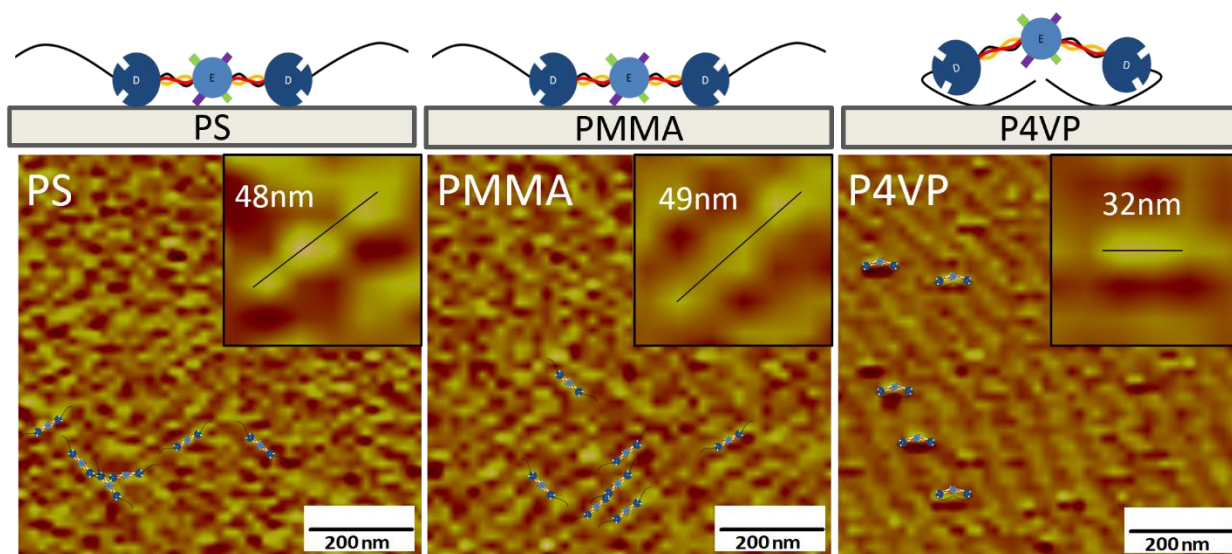 D E D
D E D
D E D
PS
PMMA
P4VP
PS
48nm
PMMA
49nm
P4VP
32nm
200 nm
200 nm
200 nm